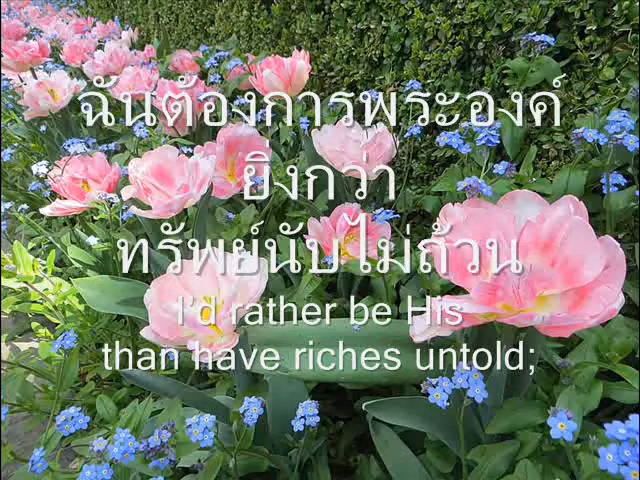 ฉันต้องการพระองค์
ยิ่งกว่า
ทรัพย์นับไม่ถ้วน
I'd rather be His
than have riches untold;